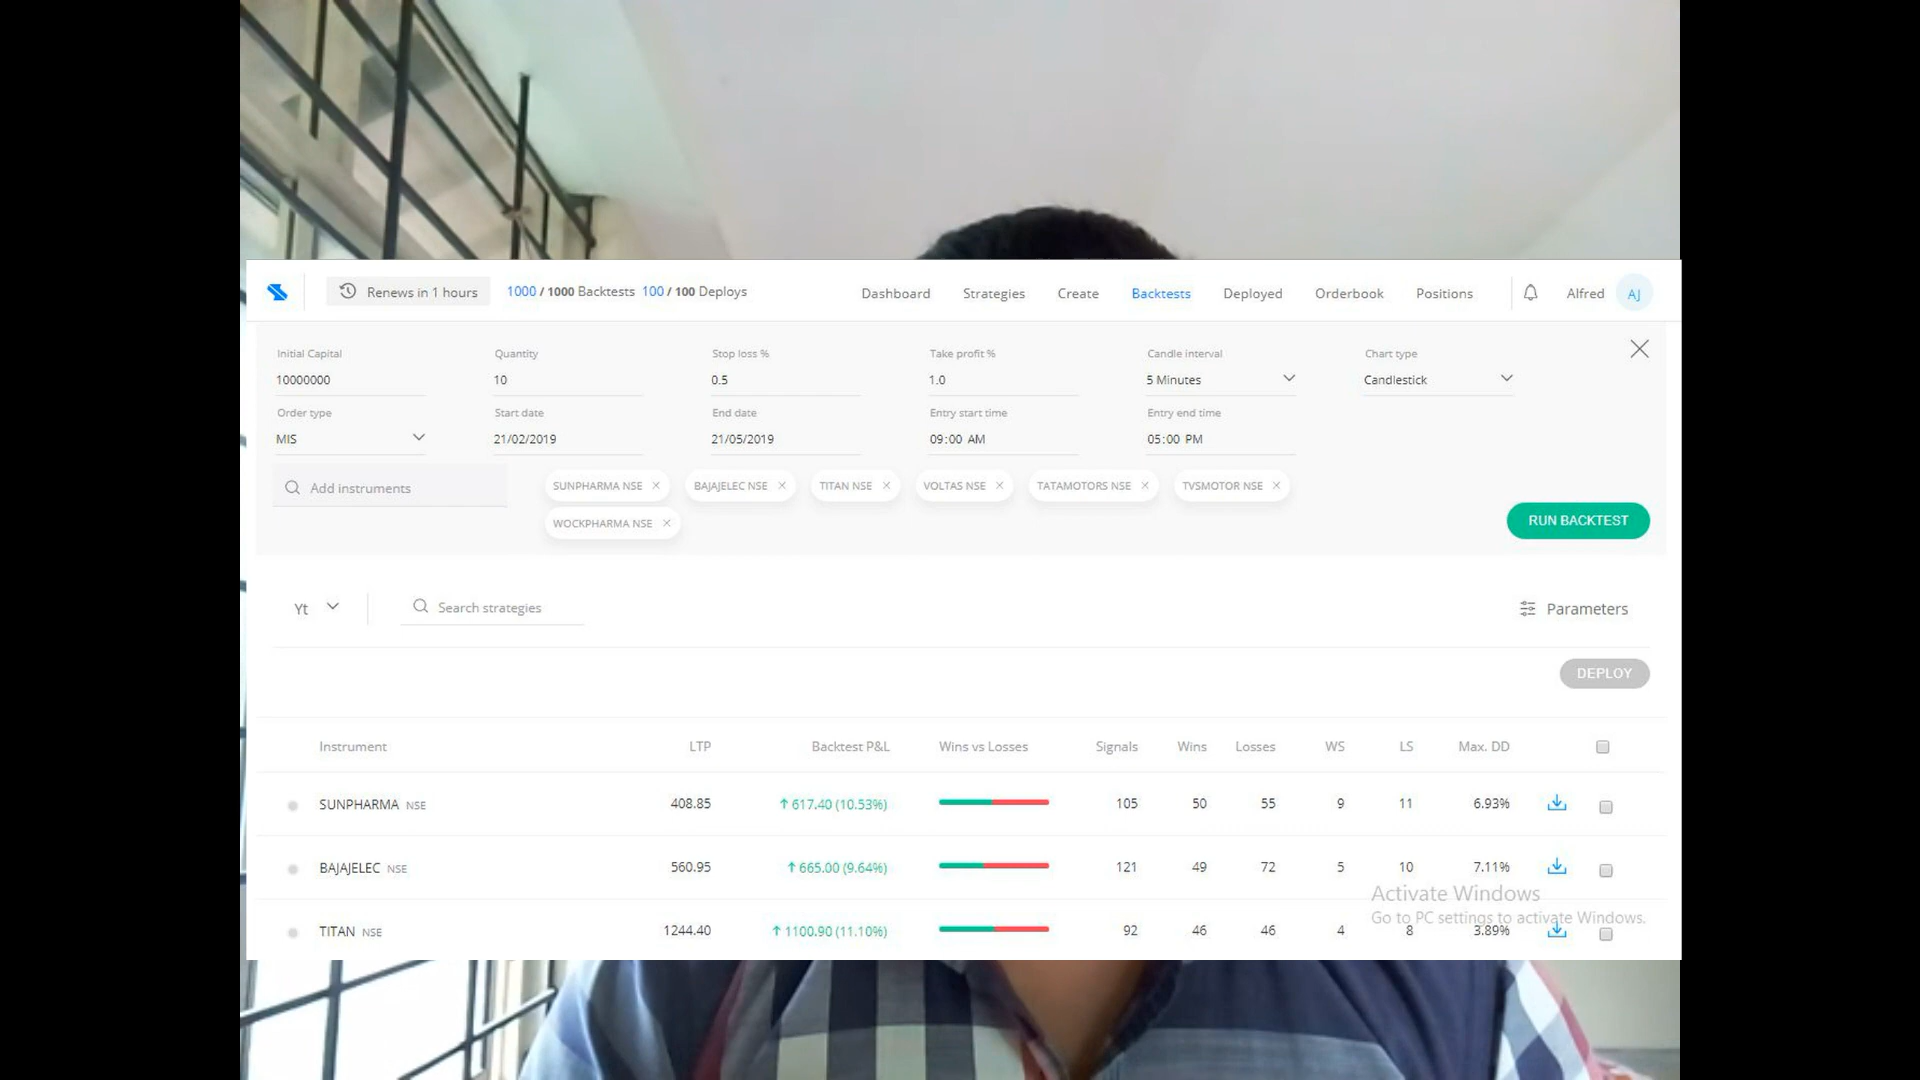 Renews in 1 hours 1000 / 1000 Backtests 100 / 100 Deploys Dashboard Strategies Create Backtests Deployed Orderbook Positions Alfred AJ
Initial Capital Quantity Stop loss % Take profit % Candle interval Chart type
10000000 10 0.5 1.0 5 Minutes Candlestick
Order type Start date End date Entry start time Entry end time
MIS 21/02/2019 21/05/2019 09:00 AM 05:00 PM
Add instruments SUNPHARMA NSE BAJAJELEC NSE TITAN NSE VOLTAS NSE TATAMOTORS NSE TVSMOTOR NSE
WOCKPHARMA NSE RUN BACKTEST
Yt Search strategies Parameters
DEPLOY
Instrument LTP Backtest P&L Wins vs Losses Signals Wins Losses WS LS Max. DD
SUNPHARMA NSE 408.85 617.40 (10.53%) 105 50 55 9 11 6.93%
BAJAJELEC NSE 560.95 665.00 (9.64%) 121 49 72 5 10 7.11%
Activate Windows
Go to PC settings to activate Windows.
TITAN NSE 1244.40 1100.90 (11.10%) 92 46 46 4 8 3.89%